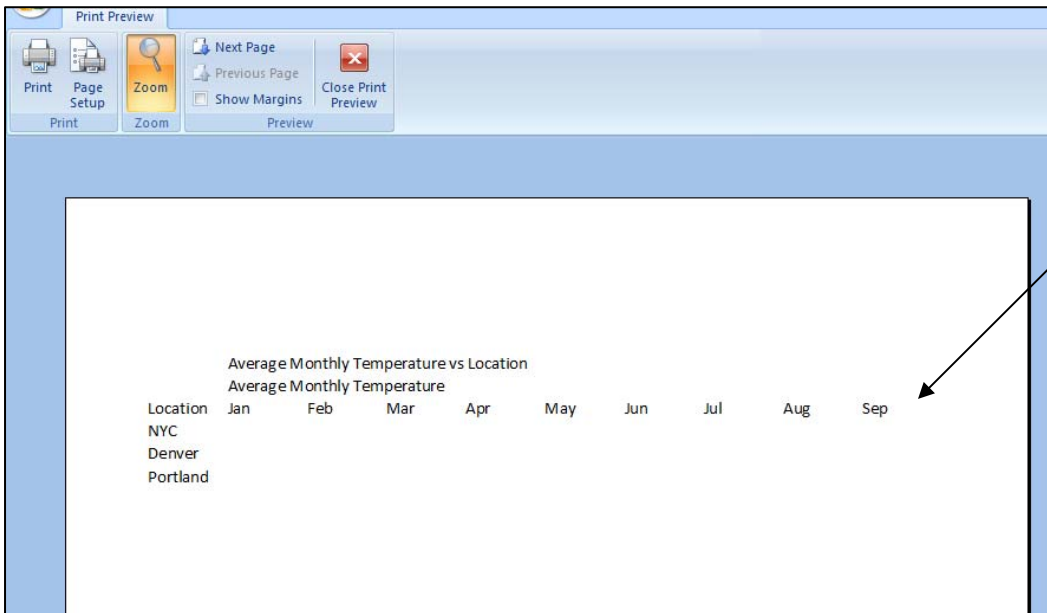 Print Preview
Print
Page Setup
Zoom
Next Page
Previous Page
Show Margins
Close Print Preview
Print
Zoom
Preview
Average Monthly Temperature vs Location
Average Monthly Temperature
Location Jan Feb Mar Apr May Jun Jul Aug Sep
NYC
Denver
Portland